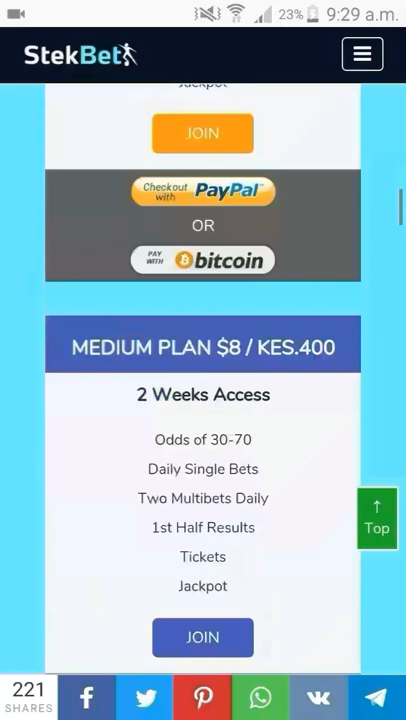 23% 9:29 a.m.
StekBet
Jackpot
JOIN
Checkout with PayPal™
OR
PAY WITH bitcoin
MEDIUM PLAN $8 / KES.400
2 Weeks Access
Odds of 30-70
Daily Single Bets
Two Multibets Daily
1st Half Results
↑
Top
Tickets
Jackpot
JOIN
221
SHARES